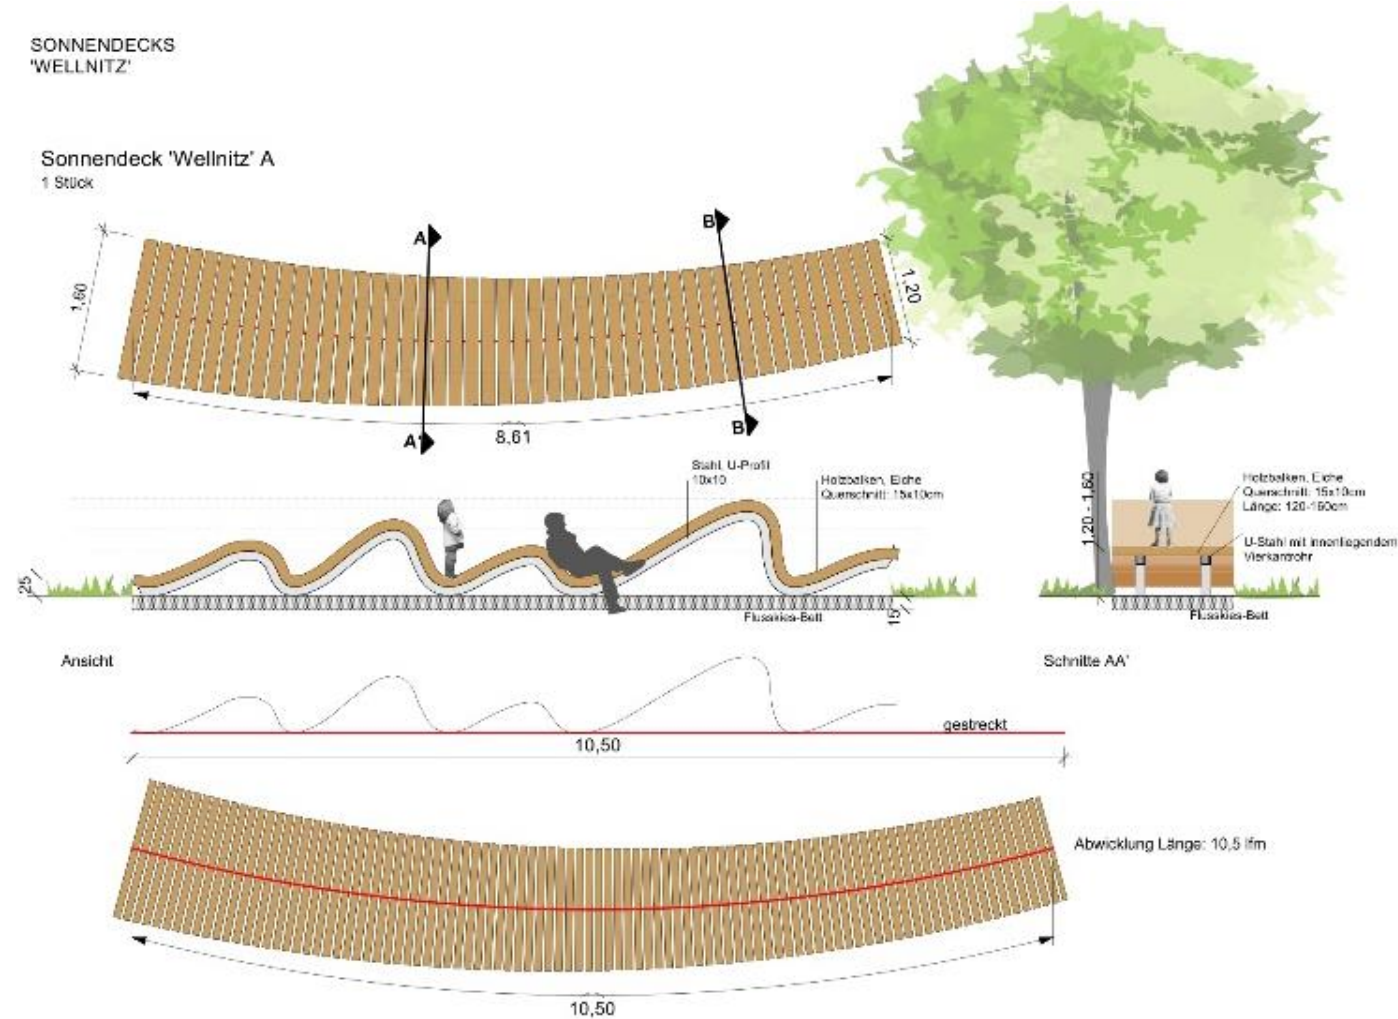 SONNENDECKS
'WELLNITZ'
Sonnendeck 'Wellnitz' A
1 Stück
A
B
1,60
1,20
A'
B'
8,61
Stahl, U-Profil
10x10
Holzbalken, Eiche
Querschnitt: 15x10cm
25
Flusskies-Bett
15
1,20 - 1,60
Holzbalken, Eiche
Querschnitt: 15x10cm
Länge: 120-160cm
U-Stahl mit innenliegendem
Vierkantrohr
Flusskies-Bett
Ansicht
Schnitte AA'
gestreckt
10,50
Abwicklung Länge: 10,5 lfm
10,50